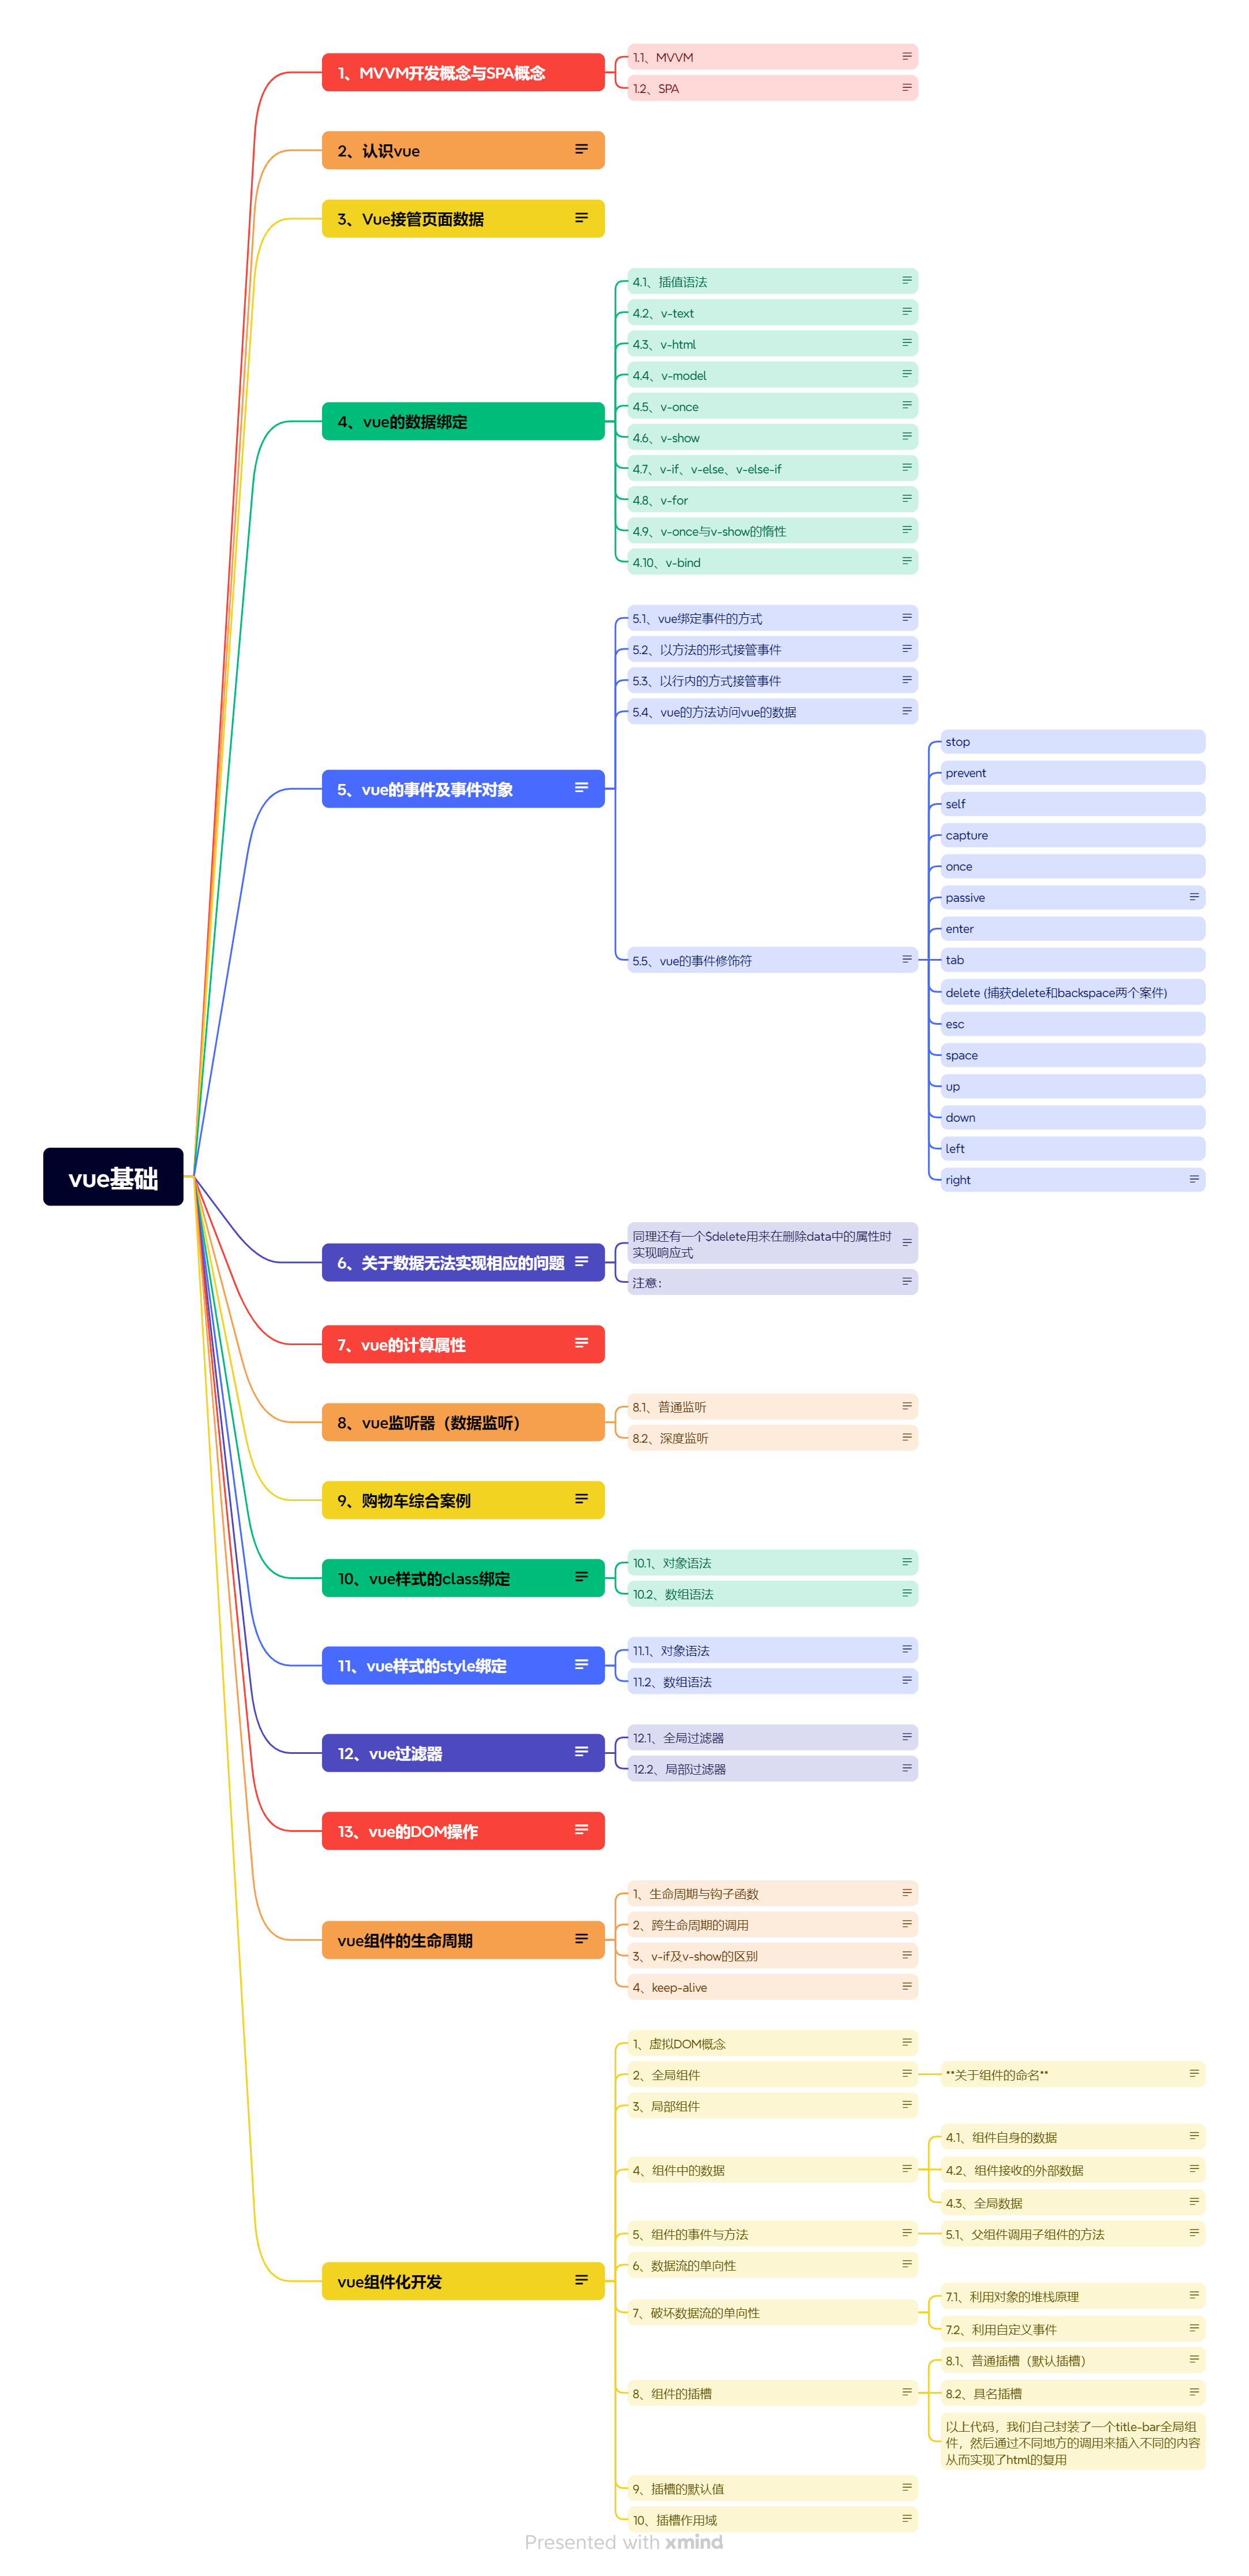 vue基础
1、MVVM开发概念与SPA概念
1.1、MVVM
1.2、SPA
2、认识vue
3、Vue接管页面数据
4、vue的数据绑定
4.1、插值语法
4.2、v-text
4.3、v-html
4.4、v-model
4.5、v-once
4.6、v-show
4.7、v-if、v-else、v-else-if
4.8、v-for
4.9、v-once与v-show的惰性
4.10、v-bind
5、vue的事件及事件对象
5.1、vue绑定事件的方式
5.2、以方法的形式接管事件
5.3、以行内的方式接管事件
5.4、vue的方法访问vue的数据
5.5、vue的事件修饰符
stop
prevent
self
capture
once
passive
enter
tab
delete (捕获delete和backspace两个案件)
esc
space
up
down
left
right
6、关于数据无法实现相应的问题
同理还有一个$delete用来在删除data中的属性时
实现响应式
注意：
7、vue的计算属性
8、vue监听器（数据监听）
8.1、普通监听
8.2、深度监听
9、购物车综合案例
10、vue样式的class绑定
10.1、对象语法
10.2、数组语法
11、vue样式的style绑定
11.1、对象语法
11.2、数组语法
12、vue过滤器
12.1、全局过滤器
12.2、局部过滤器
13、vue的DOM操作
vue组件的生命周期
1、生命周期与钩子函数
2、跨生命周期的调用
3、v-if及v-show的区别
4、keep-alive
vue组件化开发
1、虚拟DOM概念
2、全局组件
**关于组件的命名**
3、局部组件
4、组件中的数据
4.1、组件自身的数据
4.2、组件接收的外部数据
4.3、全局数据
5、组件的事件与方法
5.1、父组件调用子组件的方法
6、数据流的单向性
7、破坏数据流的单向性
7.1、利用对象的堆栈原理
7.2、利用自定义事件
8、组件的插槽
8.1、普通插槽（默认插槽）
8.2、具名插槽
以上代码，我们自己封装了一个title-bar全局组
件，然后通过不同地方的调用来插入不同的内容
从而实现了html的复用
9、插槽的默认值
10、插槽作用域
Presented with xmind